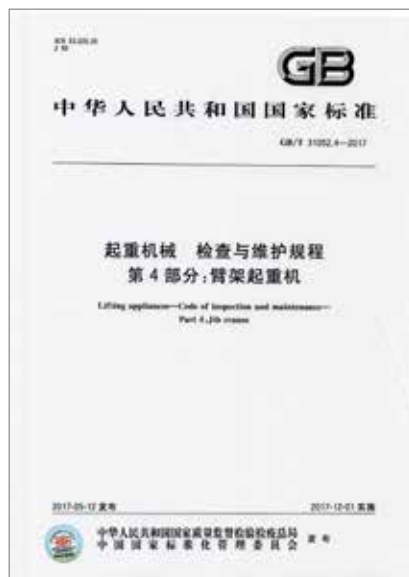 GB
中华人民共和国国家标准
GB/T 31052.4—2017
起重机械　检查与维护规程
第4部分:臂架起重机
Lifting appliances—Code of inspection and maintenance—
Part 4:Jib cranes
2017-05-12 发布
2017-12-01 实施
中华人民共和国国家质量监督检验检疫总局
中国国家标准化管理委员会
发布